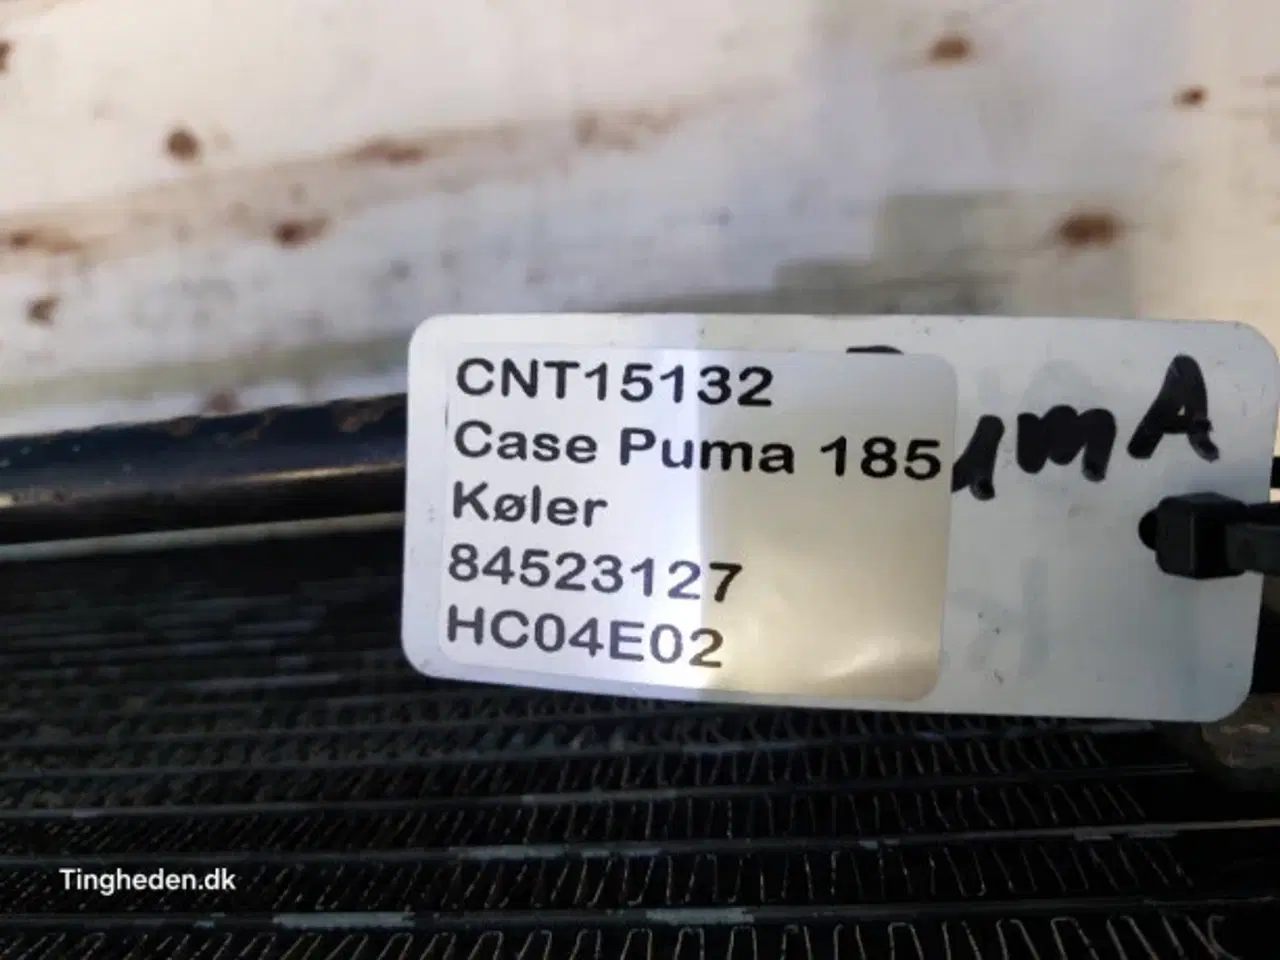 CNT15132
Case Puma 185
Køler
84523127
HC04E02
Tingheden.dk